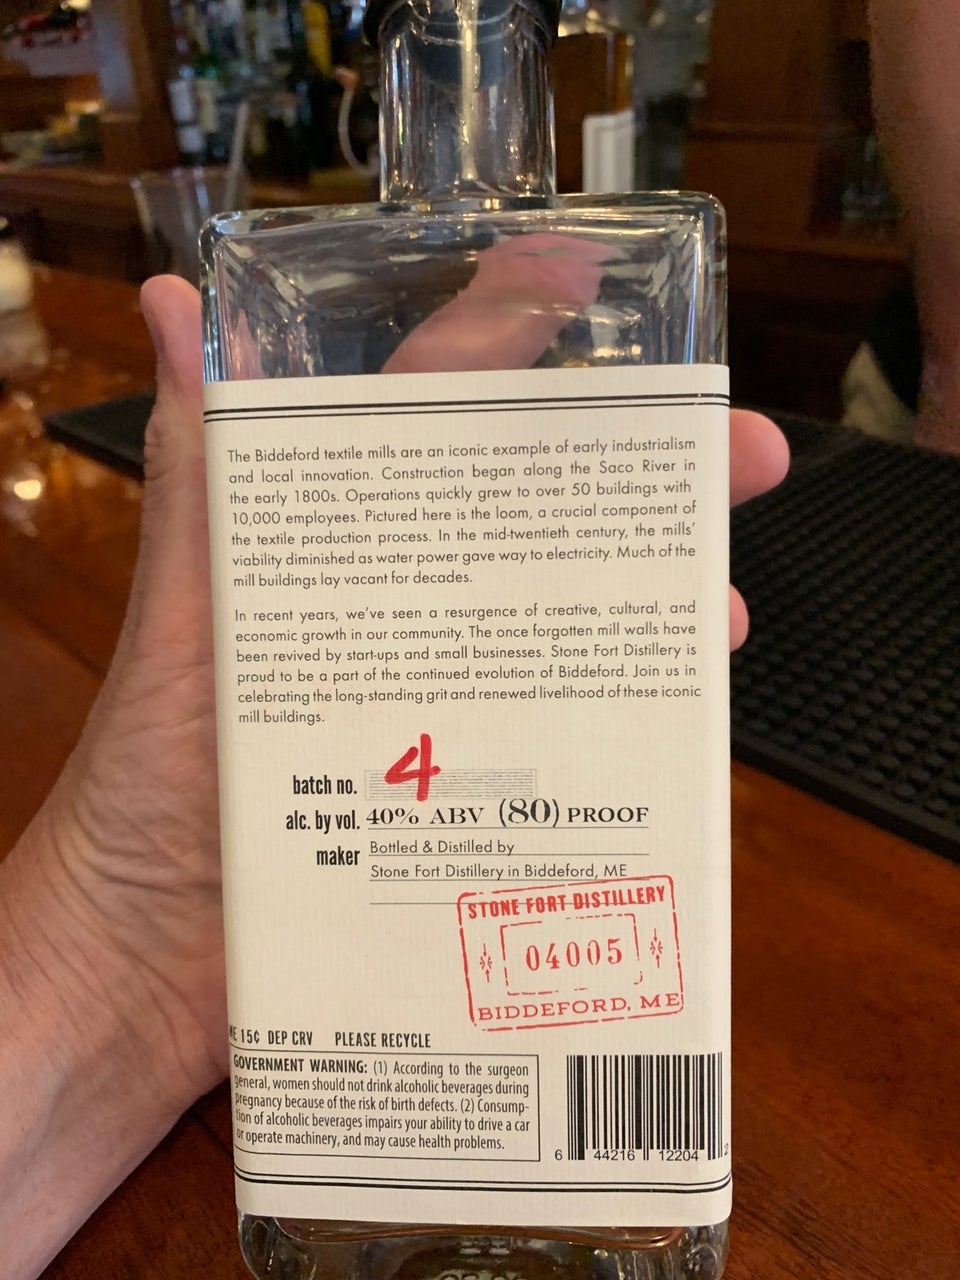 The Biddeford textile mills are an iconic example of early industrialism
and local innovation. Construction began along the Saco River in
the early 1800s. Operations quickly grew to over 50 buildings with
10,000 employees. Pictured here is the loom, a crucial component of
the textile production process. In the mid-twentieth century, the mills'
viability diminished as water power gave way to electricity. Much of the
mill buildings lay vacant for decades.
In recent years, we've seen a resurgence of creative, cultural, and
economic growth in our community. The once forgotten mill walls have
been revived by start-ups and small businesses. Stone Fort Distillery is
proud to be a part of the continued evolution of Biddeford. Join us in
celebrating the long-standing grit and renewed livelihood of these iconic
mill buildings.
batch no. 4
alc. by vol. 40% ABV (80) PROOF
maker Bottled & Distilled by
Stone Fort Distillery in Biddeford, ME
STONE FORT DISTILLERY
04005
BIDDEFORD, ME
ME 15¢ DEP CRV PLEASE RECYCLE
GOVERNMENT WARNING: (1) According to the surgeon
general, women should not drink alcoholic beverages during
pregnancy because of the risk of birth defects. (2) Consump-
tion of alcoholic beverages impairs your ability to drive a car
or operate machinery, and may cause health problems.
6 44216 12204 2